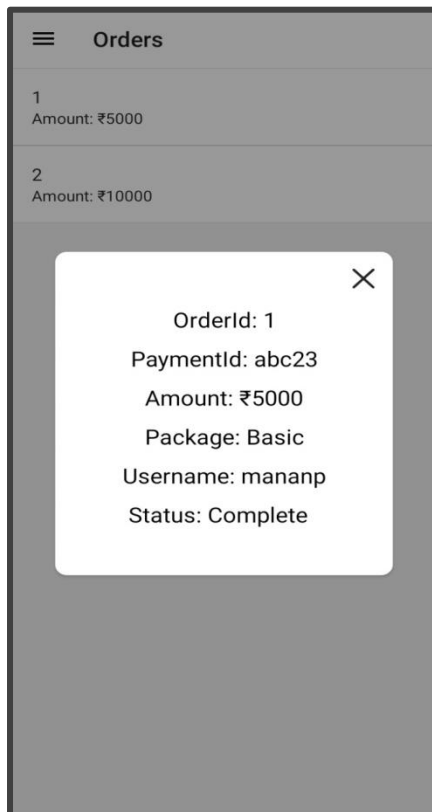 Orders
1
Amount: ₹5000
2
Amount: ₹10000
OrderId: 1
PaymentId: abc23
Amount: ₹5000
Package: Basic
Username: mananp
Status: Complete